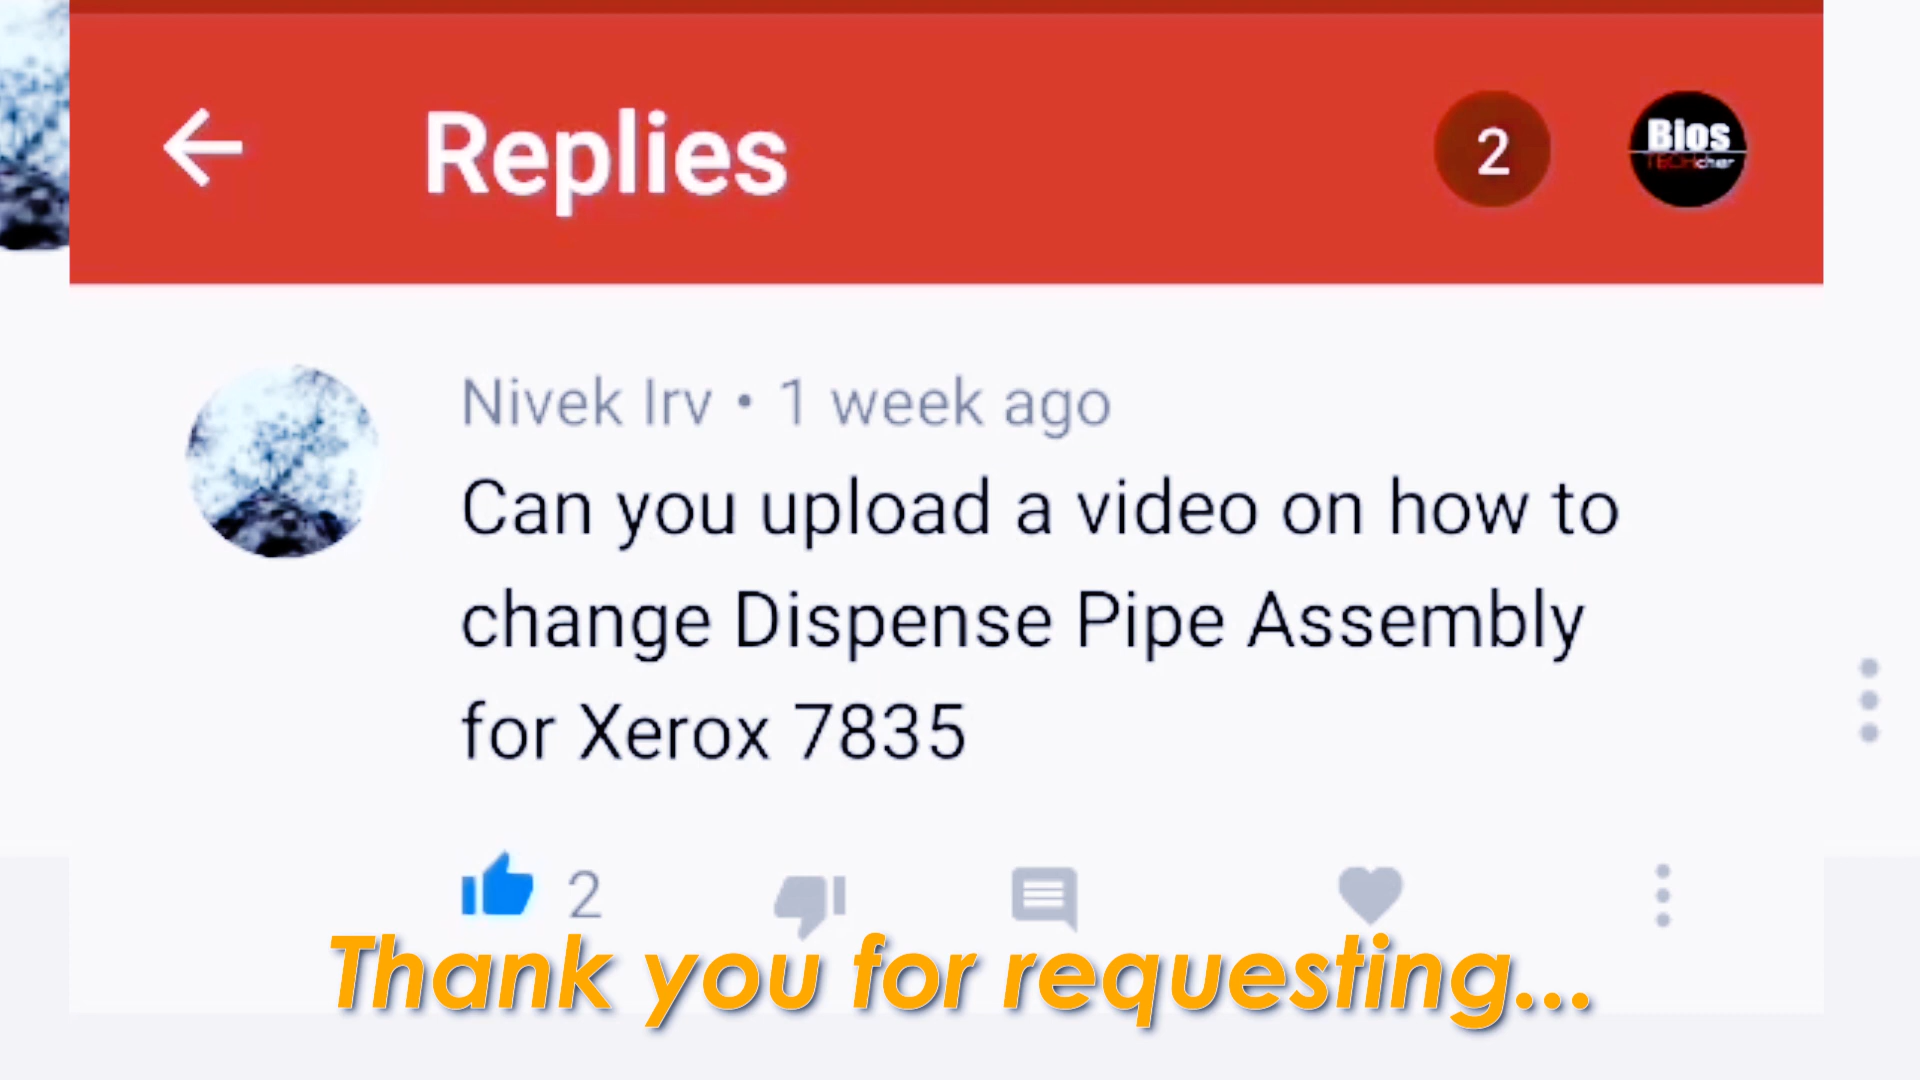 Replies
2
Bios
TECHcher
Nivek Irv • 1 week ago
Can you upload a video on how to
change Dispense Pipe Assembly
for Xerox 7835
2
Thank you for requesting...